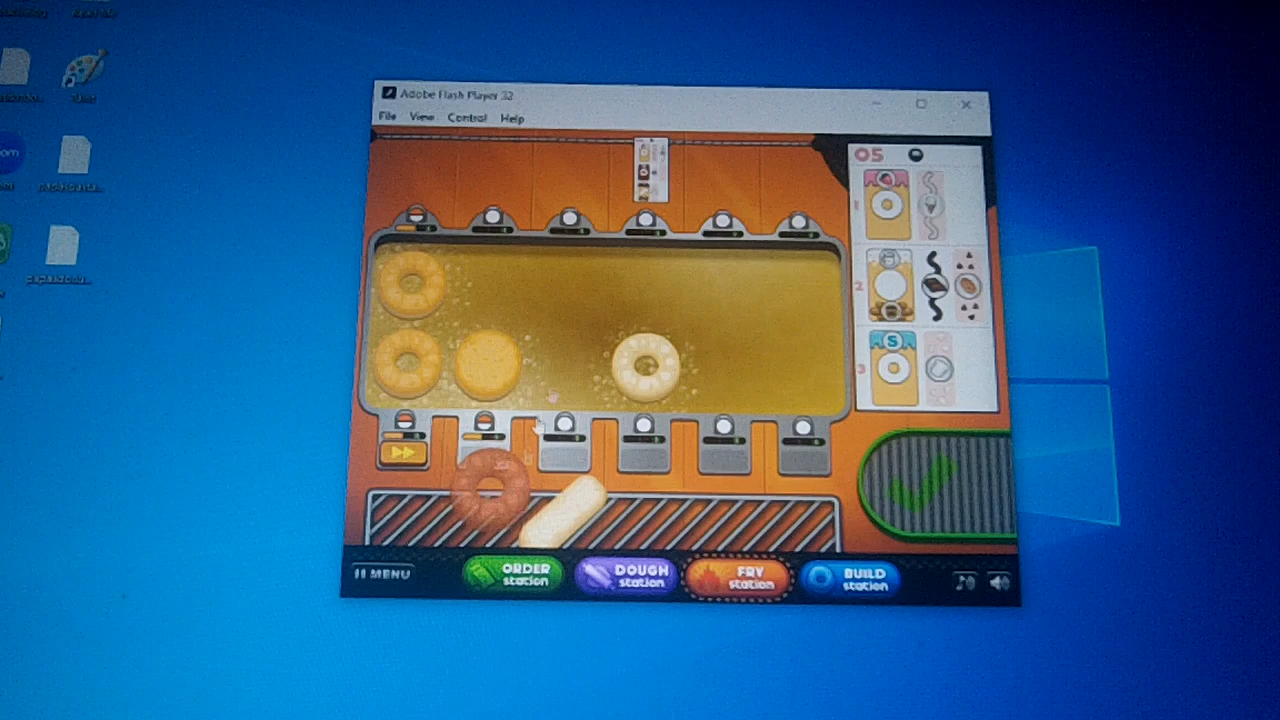 Adobe Flash Player 32
File View Control Help
05
1
2
3
S
MENU
ORDER station
DOUGH station
FRY station
BUILD station